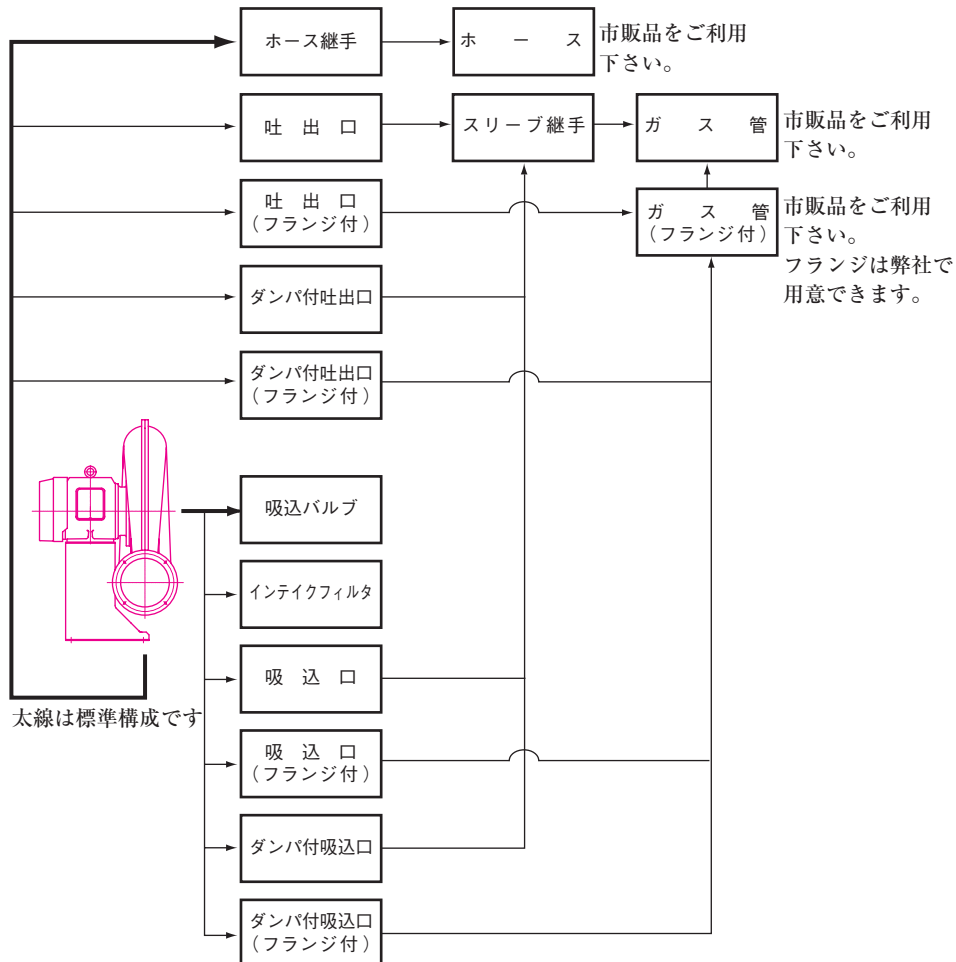 ホース継手
ホース
市販品をご利用
下さい。
吐出口
スリーブ継手
ガス管
市販品をご利用
下さい。
吐出口
(フランジ付)
ガス管
(フランジ付)
市販品をご利用
下さい。
フランジは弊社で
用意できます。
ダンパ付吐出口
ダンパ付吐出口
(フランジ付)
吸込バルブ
インテイクフィルタ
吸込口
太線は標準構成です
吸込口
(フランジ付)
ダンパ付吸込口
ダンパ付吸込口
(フランジ付)